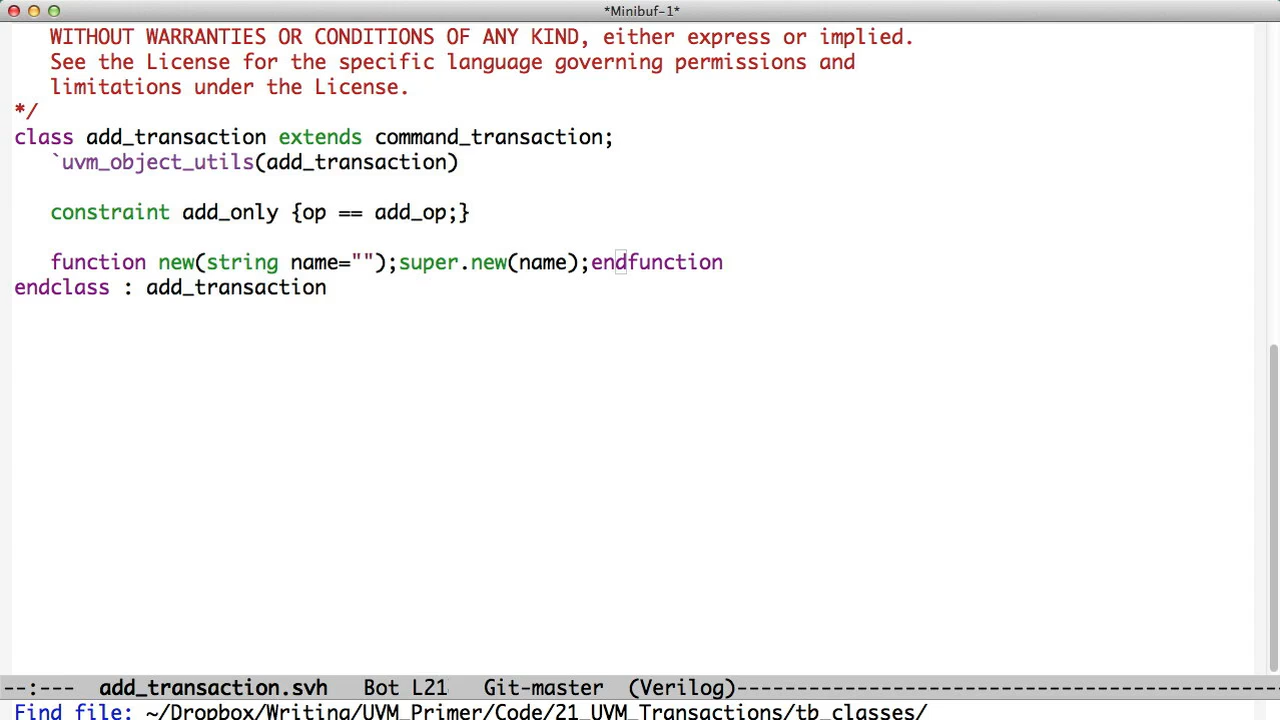 *Minibuf-1*
WITHOUT WARRANTIES OR CONDITIONS OF ANY KIND, either express or implied.
See the License for the specific language governing permissions and
limitations under the License.
*/
class add_transaction extends command_transaction;
`uvm_object_utils(add_transaction)
constraint add_only {op == add_op;}
function new(string name="");super.new(name);endfunction
endclass : add_transaction
--:--- add_transaction.svh Bot L21 Git-master (Verilog)----------------------------------------------
Find file: ~/Dropbox/Writing/UVM_Primer/Code/21_UVM_Transactions/tb_classes/